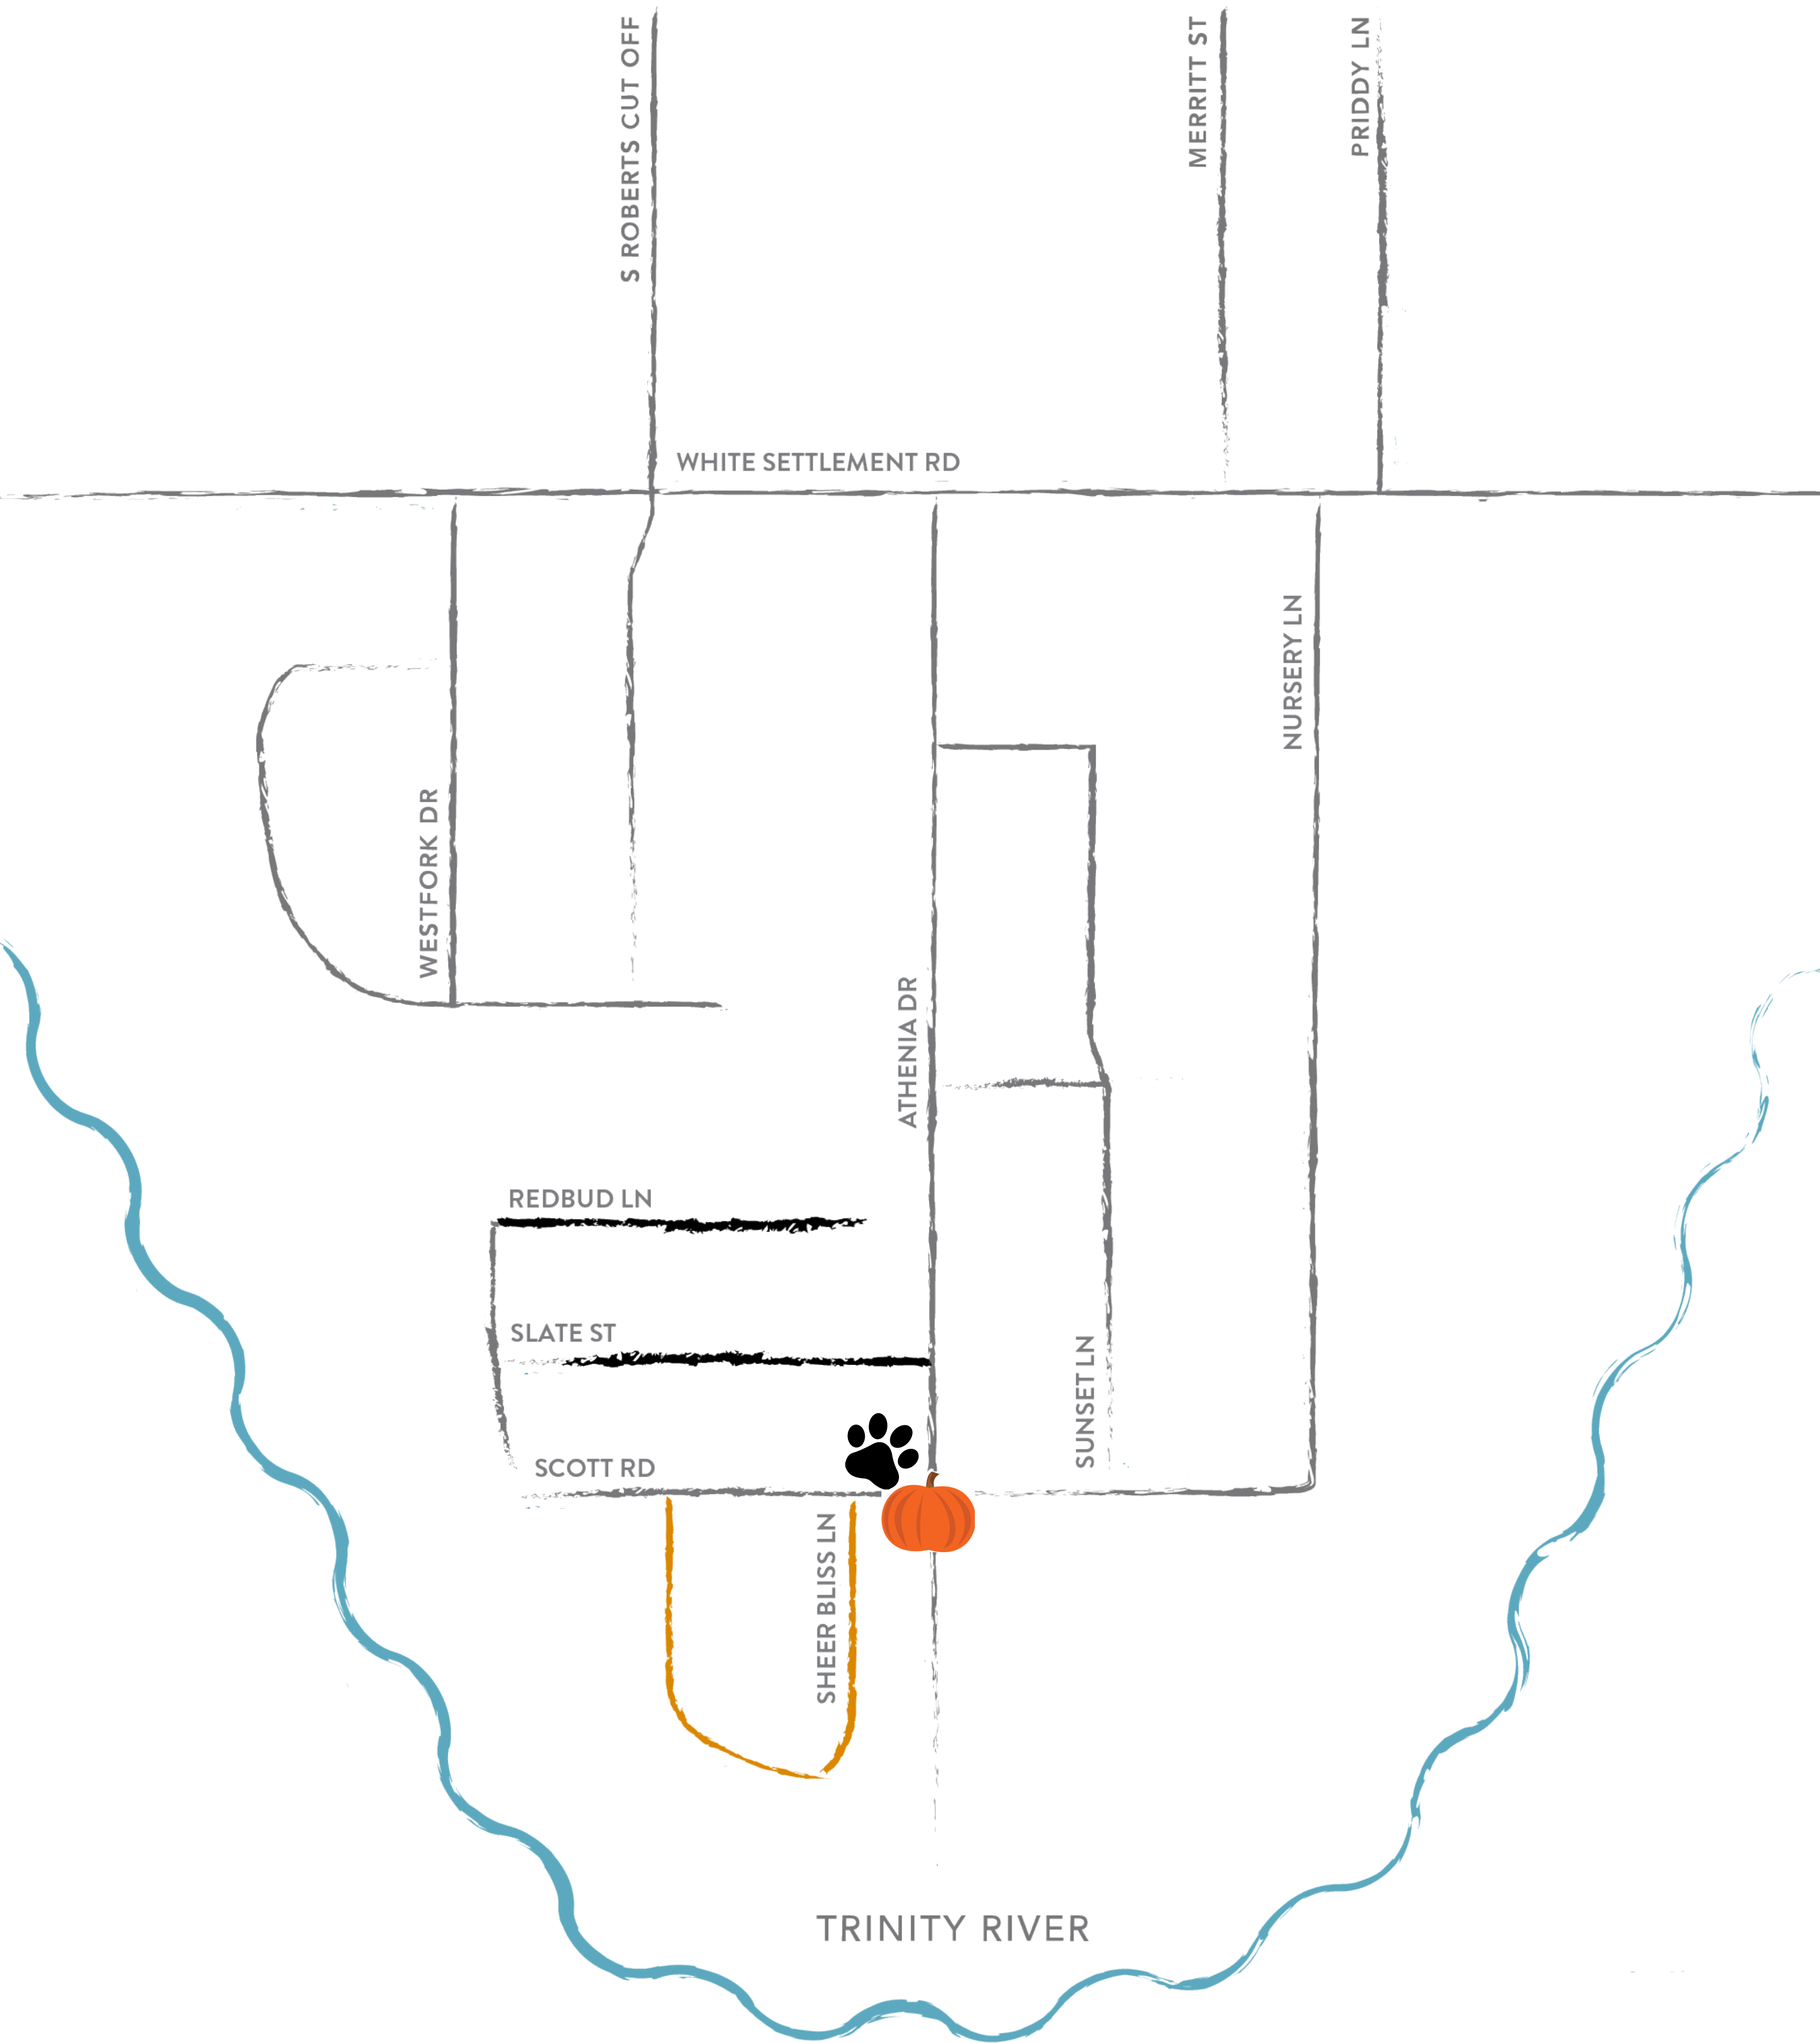 S ROBERTS CUT OFF
MERRITT ST
PRIDDY LN
WHITE SETTLEMENT RD
NURSERY LN
WESTFORK DR
ATHENIA DR
REDBUD LN
SLATE ST
SUNSET LN
SCOTT RD
SHEER BLISS LN
TRINITY RIVER